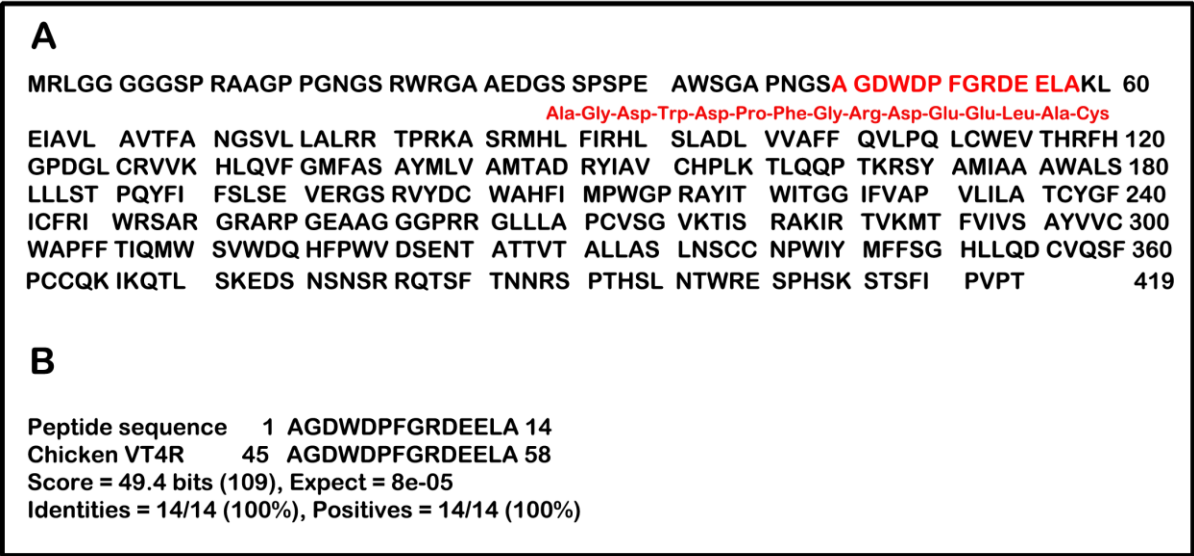 A
MRLGG GGGSP RAAGP PGNGS RWRGA AEDGS SPSPE AWSGA PNGSA GDWDP FGRDE ELAKL 60
Ala-Gly-Asp-Trp-Asp-Pro-Phe-Gly-Arg-Asp-Glu-Glu-Leu-Ala-Cys
EIAVL AVTFA NGSVL LALRR TPRKA SRMHL FIRHL SLADL VVAFF QVLPQ LCWEV THRFH 120
GPDGL CRVVK HLQVF GMFAS AYMLV AMTAD RYIAV CHPLK TLQQP TKRSY AMIAA AWALS 180
LLLST PQYFI FSLSE VERGS RVYDC WAHFI MPWGP RAYIT WITGG IFVAP VLILA TCYGF 240
ICFRI WRSAR GRARP GEAAG GGPRR GLLLA PCVSG VKTIS RAKIR TVKMT FVIVS AYVVC 300
WAPFF TIQMW SVWDQ HFPWV DSENT ATTVT ALLAS LNSCC NPWIY MFFSG HLLQD CVQSF 360
PCCQK IKQTL SKEDS NSNSR RQTSF TNNRS PTHSL NTWRE SPHSK STSFI PVPT 419
B
Peptide sequence 1 AGDWDPFGRDEELA 14
Chicken VT4R 45 AGDWDPFGRDEELA 58
Score = 49.4 bits (109), Expect = 8e-05
Identities = 14/14 (100%), Positives = 14/14 (100%)